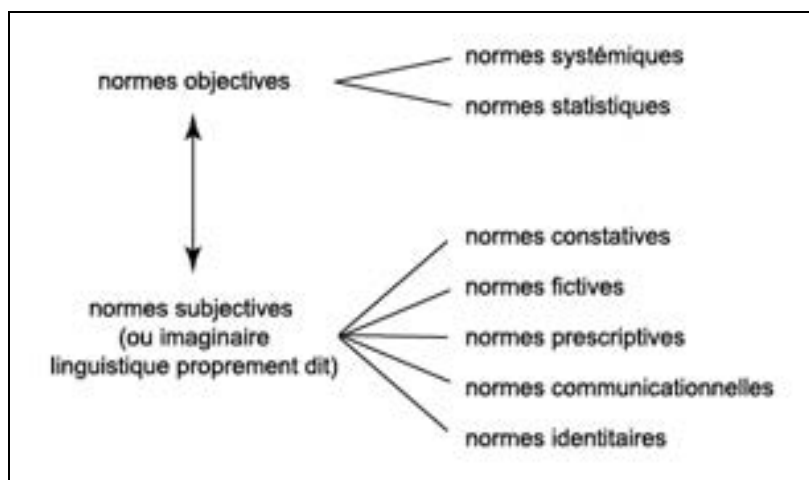 normes objectives
normes systémiques
normes statistiques
normes subjectives
(ou imaginaire
linguistique proprement dit)
normes constatives
normes fictives
normes prescriptives
normes communicationnelles
normes identitaires